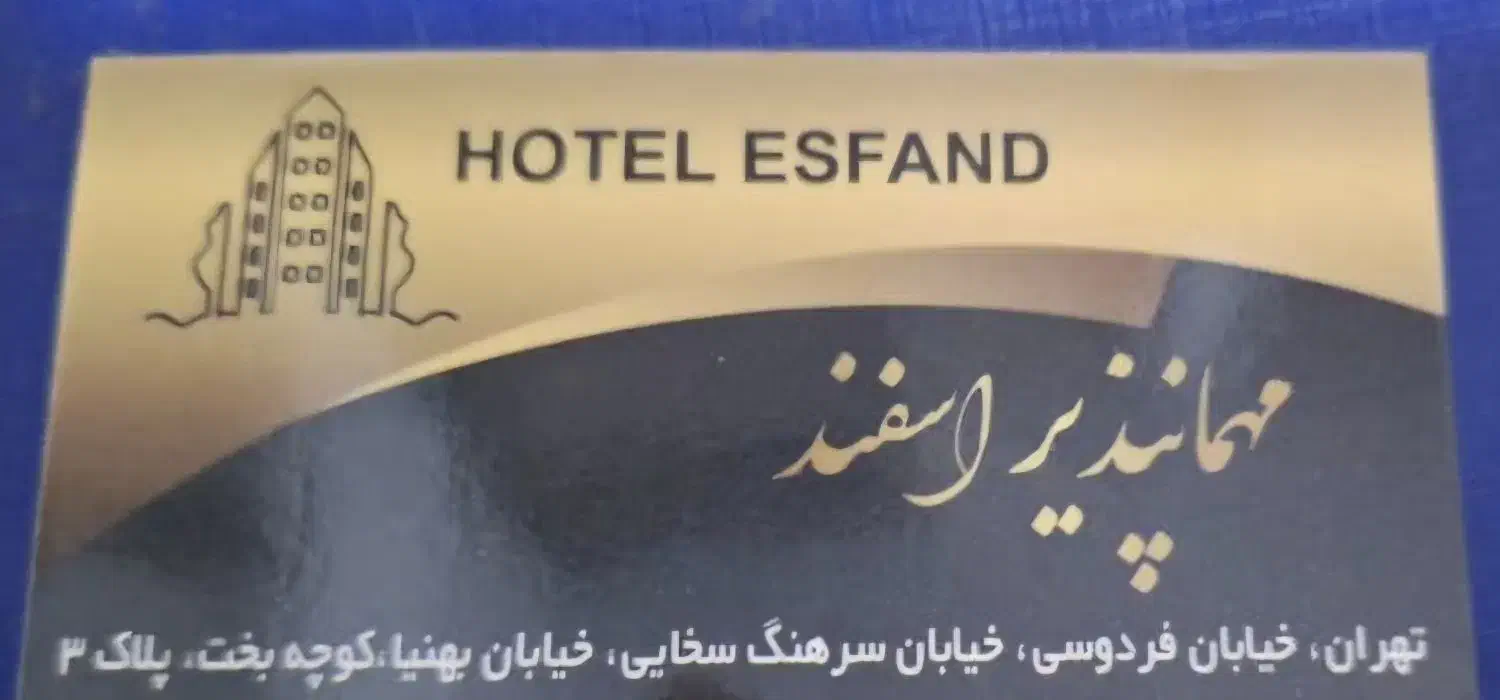 HOTEL ESFAND
مهمانپذیر اسفند
تهران، خیابان فردوسی، خیابان سرهنگ سخایی، خیابان بهنیا،کوچه بخت، پلاک ۳